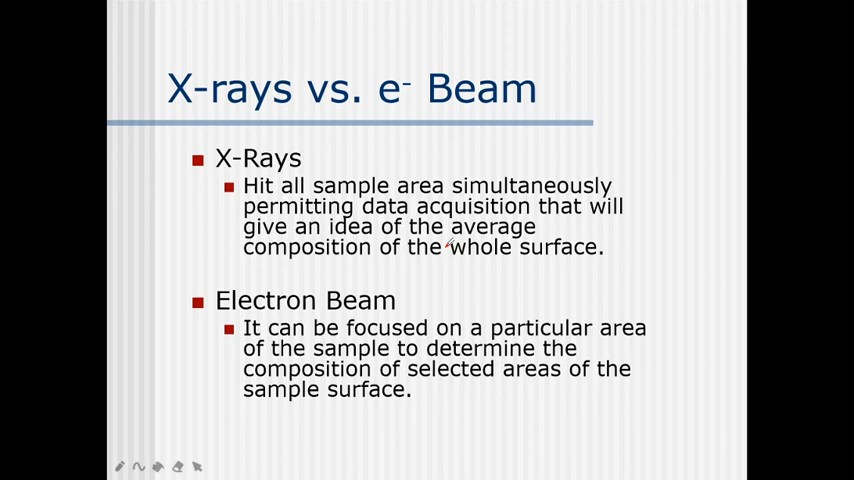 X-rays vs. e⁻ Beam
X-Rays
Hit all sample area simultaneously
permitting data acquisition that will
give an idea of the average
composition of the whole surface.
Electron Beam
It can be focused on a particular area
of the sample to determine the
composition of selected areas of the
sample surface.